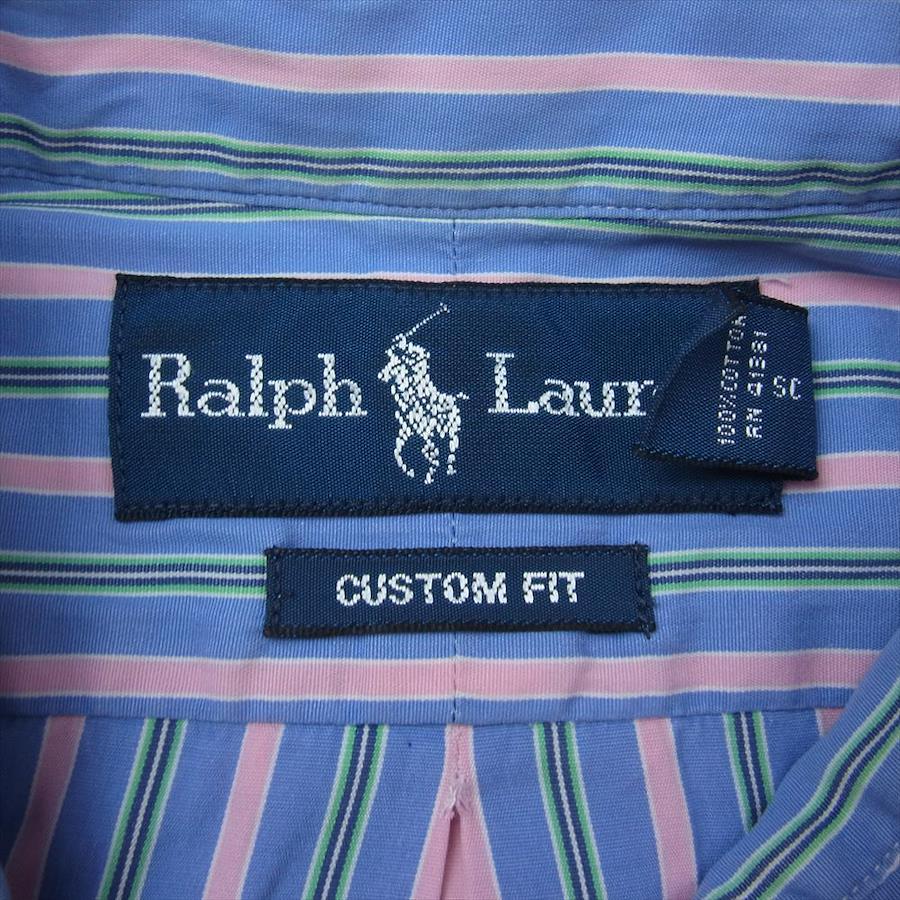 Ralph Laur
100%COTTON
RN 41381
SC
CUSTOM FIT